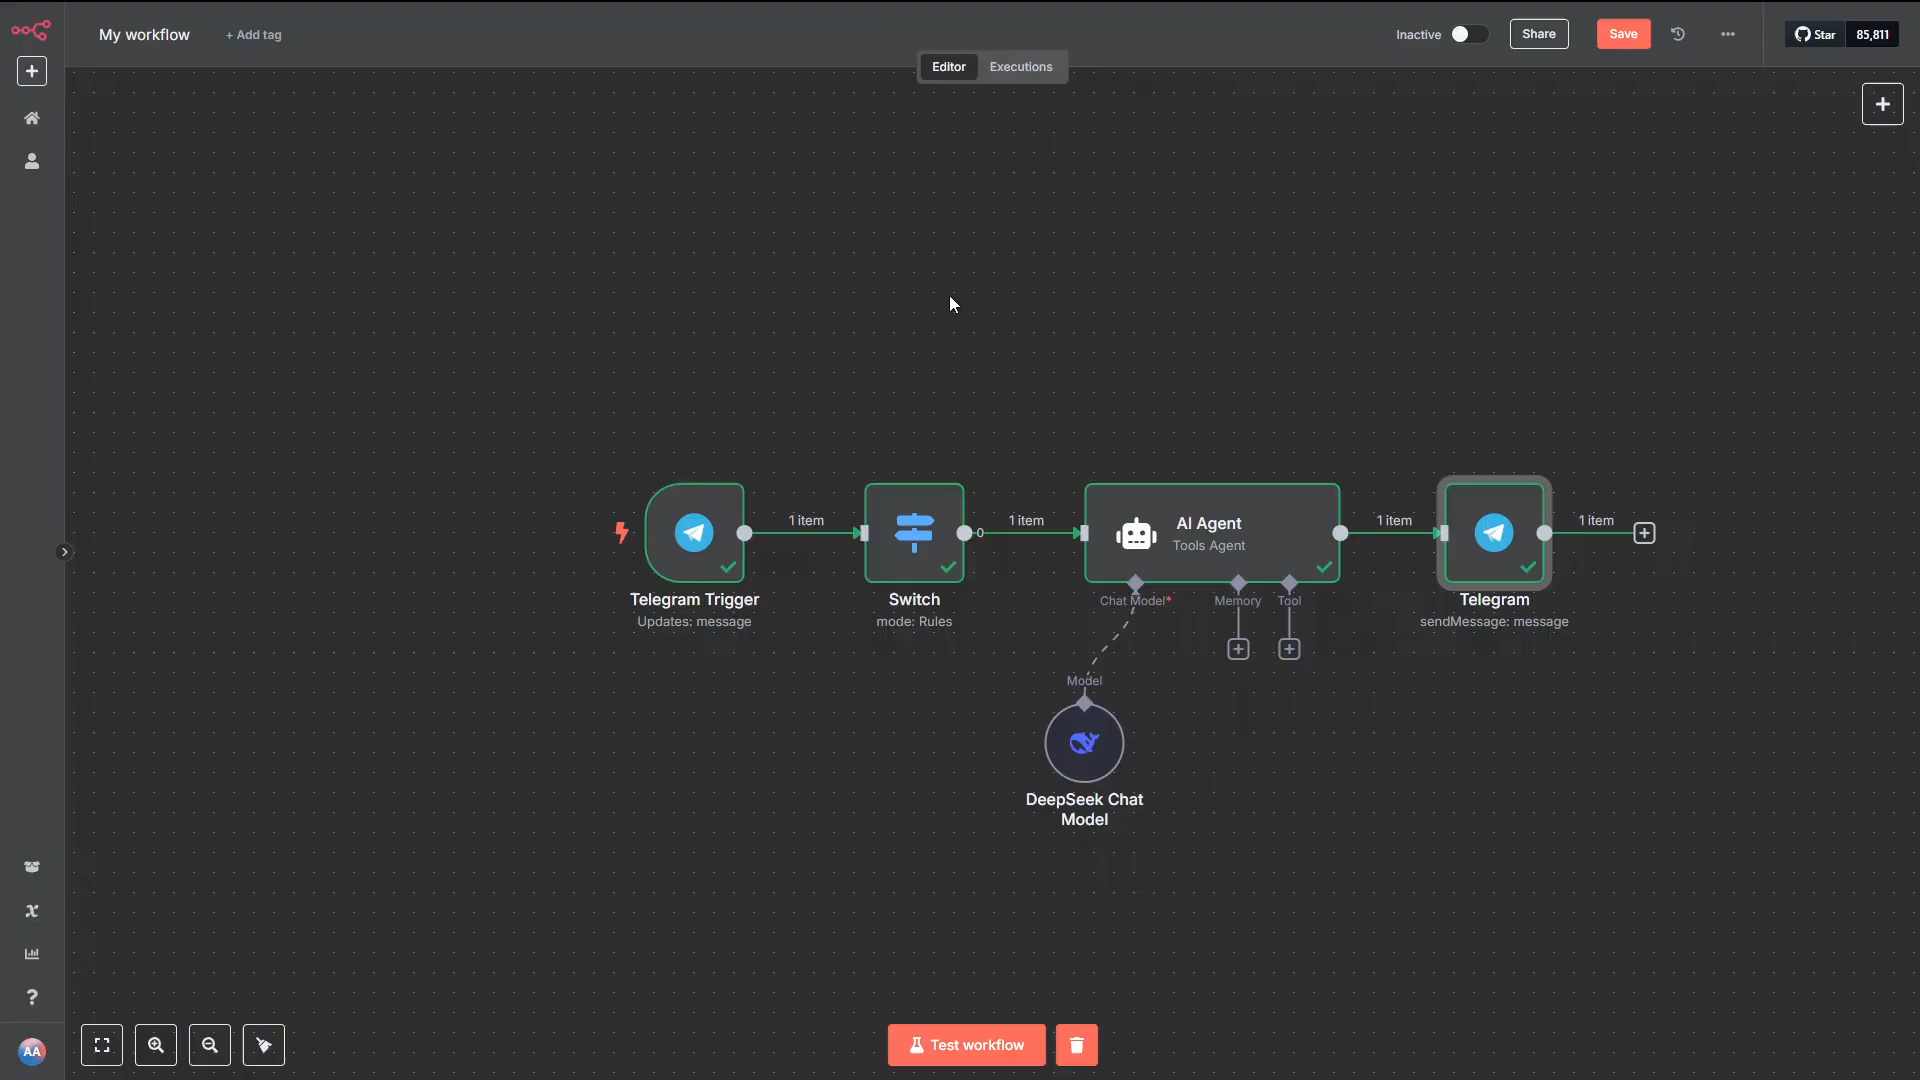 My workflow
+ Add tag
Inactive
Share
Save
Star
85,811
Editor
Executions
1 item
0
1 item
1 item
1 item
AI Agent
Tools Agent
Telegram Trigger
Updates: message
Switch
mode: Rules
Chat Model*
Memory
Tool
Telegram
sendMessage: message
Model
DeepSeek Chat
Model
AA
Test workflow